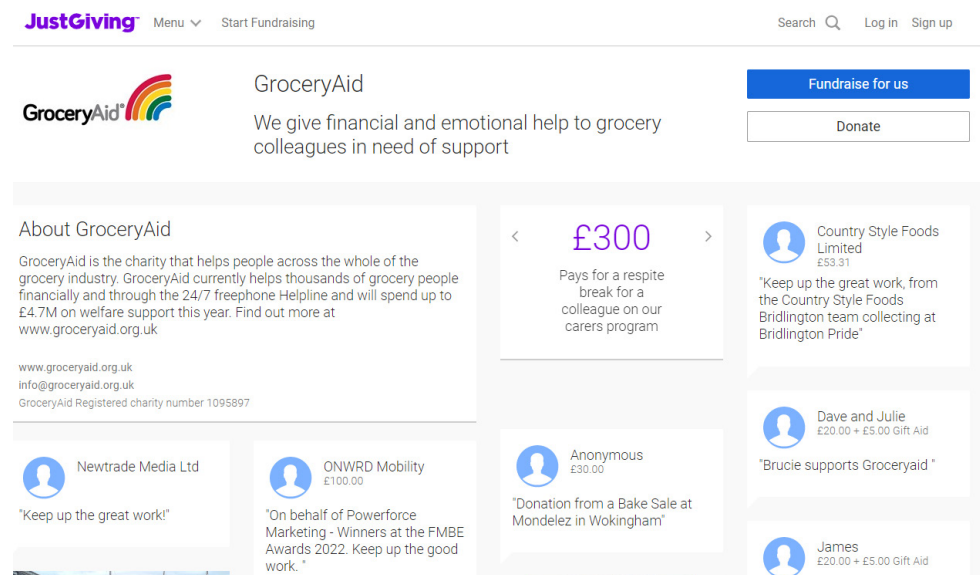 JustGiving™
Menu
Start Fundraising
Search
Log in
Sign up
GroceryAid®
GroceryAid
We give financial and emotional help to grocery
colleagues in need of support
Fundraise for us
Donate
About GroceryAid
GroceryAid is the charity that helps people across the whole of the
grocery industry. GroceryAid currently helps thousands of grocery people
financially and through the 24/7 freephone Helpline and will spend up to
£4.7M on welfare support this year. Find out more at
www.groceryaid.org.uk
www.groceryaid.org.uk
info@groceryaid.org.uk
GroceryAid Registered charity number 1095897
£300
Pays for a respite
break for a
colleague on our
carers program
Country Style Foods
Limited
£53.31
"Keep up the great work, from
the Country Style Foods
Bridlington team collecting at
Bridlington Pride"
Newtrade Media Ltd
"Keep up the great work!"
ONWRD Mobility
£100.00
"On behalf of Powerforce
Marketing - Winners at the FMBE
Awards 2022. Keep up the good
work. "
Anonymous
£30.00
"Donation from a Bake Sale at
Mondelez in Wokingham"
Dave and Julie
£20.00 + £5.00 Gift Aid
"Brucie supports Groceryaid "
James
£20.00 + £5.00 Gift Aid